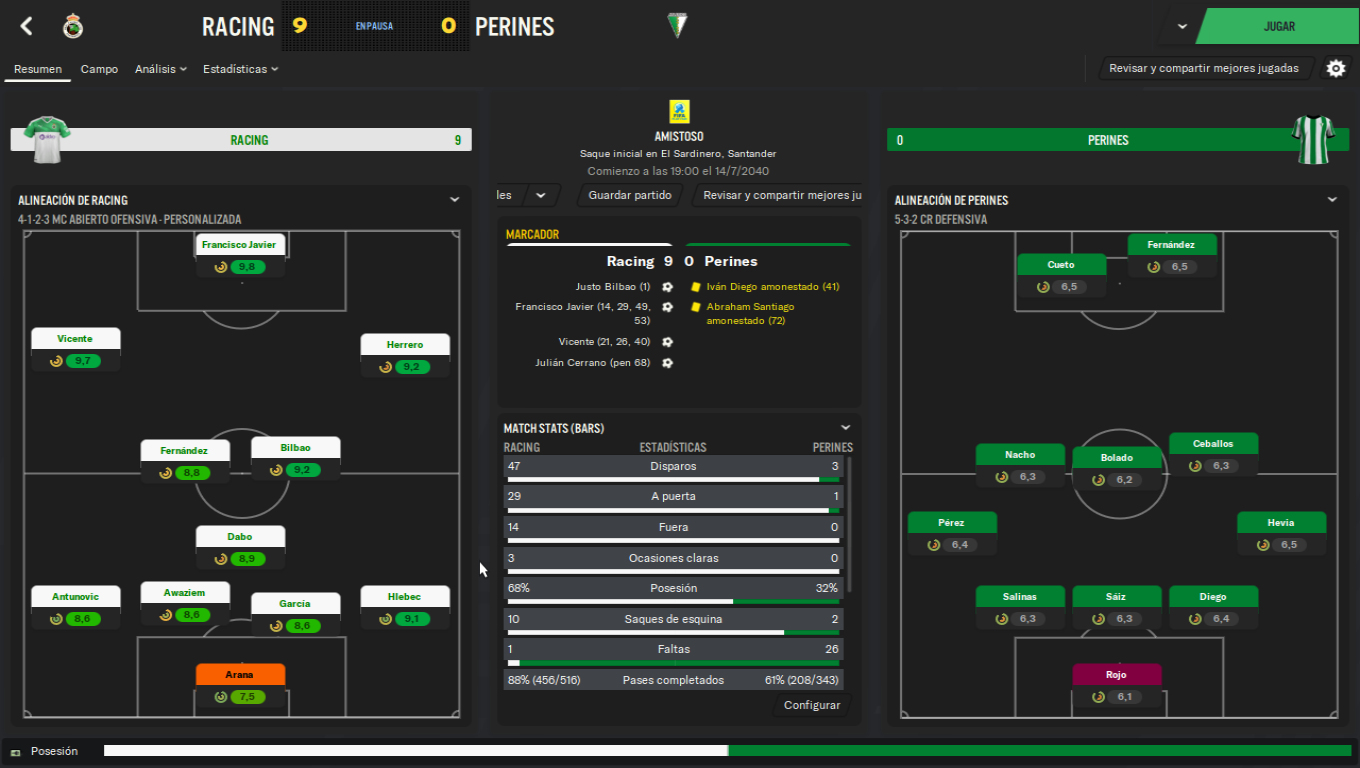 RACING 9 EN PAUSA 0 PERINES
JUGAR
Resumen Campo Análisis Estadísticas
Revisar y compartir mejores jugadas
RACING 9
AMISTOSO
Saque inicial en El Sardinero, Santander
Comienzo a las 19:00 el 14/7/2040
les Guardar partido Revisar y compartir mejores ju
0 PERINES
ALINEACIÓN DE RACING
4-1-2-3 MC ABIERTO OFENSIVA - PERSONALIZADA
Francisco Javier
9,8
Vicente
9,7
Herrero
9,2
Fernández
8,8
Bilbao
9,2
Dabo
8,9
Antunovic
8,6
Awaziem
8,6
García
8,6
Hlebec
9,1
Arana
7,5
MARCADOR
Racing 9 0 Perines
Justo Bilbao (1)
Francisco Javier (14, 29, 49,
53)
Vicente (21, 26, 40)
Julián Cerrano (pen 68)
Iván Diego amonestado (41)
Abraham Santiago
amonestado (72)
MATCH STATS (BARS)
RACING ESTADÍSTICAS PERINES
47 Disparos 3
29 A puerta 1
14 Fuera 0
3 Ocasiones claras 0
68% Posesión 32%
10 Saques de esquina 2
1 Faltas 26
88% (456/516) Pases completados 61% (208/343)
Configurar
ALINEACIÓN DE PERINES
5-3-2 CR DEFENSIVA
Fernández
6,5
Cueto
6,5
Nacho
6,3
Bolado
6,2
Ceballos
6,3
Pérez
6,4
Hevia
6,5
Salinas
6,3
Sáiz
6,3
Diego
6,4
Rojo
6,1
Posesión